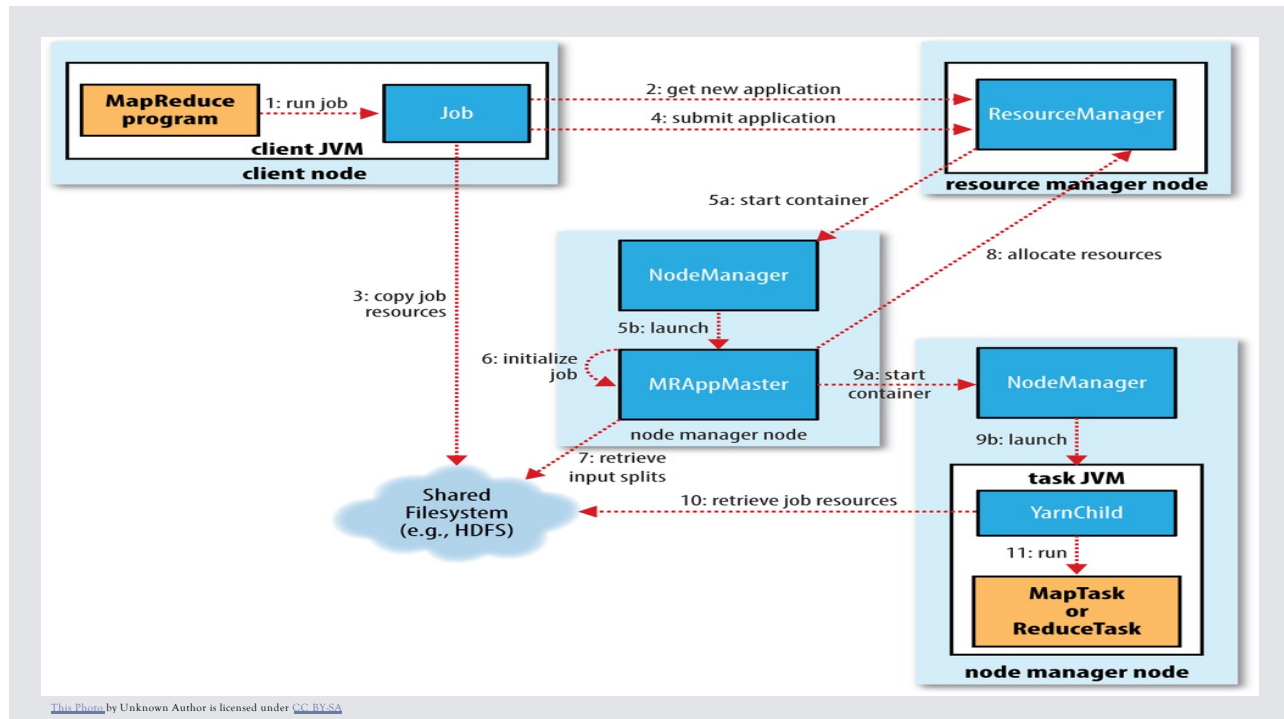 MapReduce
program
1: run job
Job
client JVM
client node
2: get new application
4: submit application
ResourceManager
resource manager node
5a: start container
8: allocate resources
3: copy job
resources
NodeManager
5b: launch
6: initialize
job
MRAppMaster
node manager node
9a: start
container
NodeManager
9b: launch
7: retrieve
input splits
Shared
Filesystem
(e.g., HDFS)
10: retrieve job resources
task JVM
YarnChild
11: run
MapTask
or
ReduceTask
node manager node
This Photo by Unknown Author is licensed under CC BY-SA